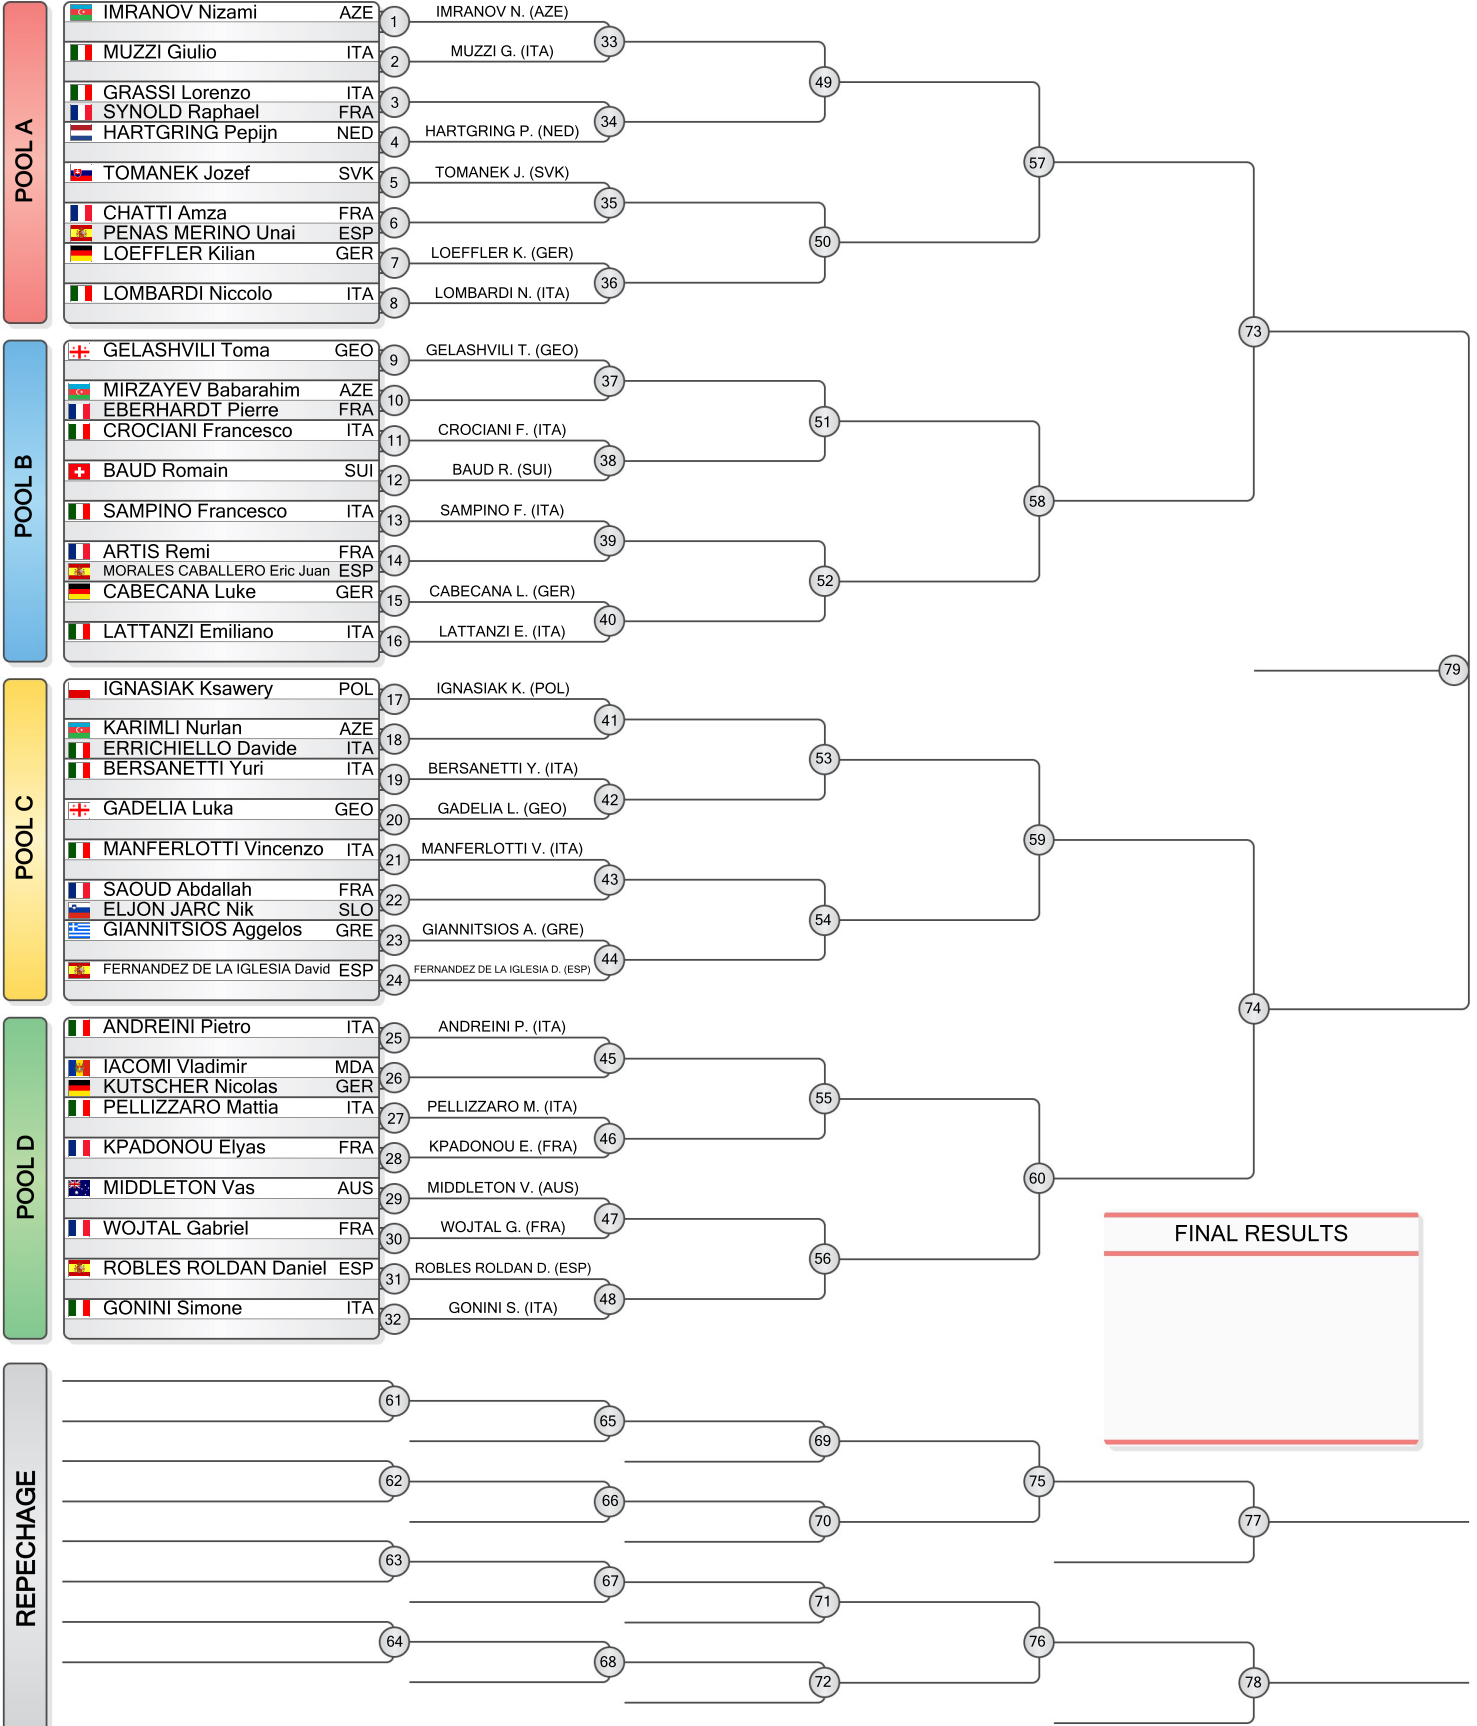 POOL A
IMRANOV Nizami AZE
1
IMRANOV N. (AZE)
33
MUZZI Giulio ITA
2
MUZZI G. (ITA)
49
GRASSI Lorenzo ITA
3
SYNOLD Raphael FRA
34
HARTGRING Pepijn NED
4
HARTGRING P. (NED)
57
TOMANEK Jozef SVK
5
TOMANEK J. (SVK)
35
CHATTI Amza FRA
6
PENAS MERINO Unai ESP
50
LOEFFLER Kilian GER
7
LOEFFLER K. (GER)
36
LOMBARDI Niccolo ITA
8
LOMBARDI N. (ITA)
73
POOL B
GELASHVILI Toma GEO
9
GELASHVILI T. (GEO)
37
MIRZAYEV Babarahim AZE
10
EBERHARDT Pierre FRA
51
CROCIANI Francesco ITA
11
CROCIANI F. (ITA)
38
BAUD Romain SUI
12
BAUD R. (SUI)
58
SAMPINO Francesco ITA
13
SAMPINO F. (ITA)
39
ARTIS Remi FRA
14
MORALES CABALLERO Eric Juan ESP
52
CABECANA Luke GER
15
CABECANA L. (GER)
40
LATTANZI Emiliano ITA
16
LATTANZI E. (ITA)
79
POOL C
IGNASIAK Ksawery POL
17
IGNASIAK K. (POL)
41
KARIMLI Nurlan AZE
18
ERRICHIELLO Davide ITA
53
BERSANETTI Yuri ITA
19
BERSANETTI Y. (ITA)
42
GADELIA Luka GEO
20
GADELIA L. (GEO)
59
MANFERLOTTI Vincenzo ITA
21
MANFERLOTTI V. (ITA)
43
SAOUD Abdallah FRA
22
ELJON JARC Nik SLO
54
GIANNITSIOS Aggelos GRE
23
GIANNITSIOS A. (GRE)
44
FERNANDEZ DE LA IGLESIA David ESP
24
FERNANDEZ DE LA IGLESIA D. (ESP)
74
POOL D
ANDREINI Pietro ITA
25
ANDREINI P. (ITA)
45
IACOMI Vladimir MDA
26
KUTSCHER Nicolas GER
55
PELLIZZARO Mattia ITA
27
PELLIZZARO M. (ITA)
46
KPADONOU Elyas FRA
28
KPADONOU E. (FRA)
60
MIDDLETON Vas AUS
29
MIDDLETON V. (AUS)
47
WOJTAL Gabriel FRA
30
WOJTAL G. (FRA)
56
ROBLES ROLDAN Daniel ESP
31
ROBLES ROLDAN D. (ESP)
48
GONINI Simone ITA
32
GONINI S. (ITA)
FINAL RESULTS
REPECHAGE
61
65
69
62
75
66
70
77
63
67
71
64
76
68
72
78